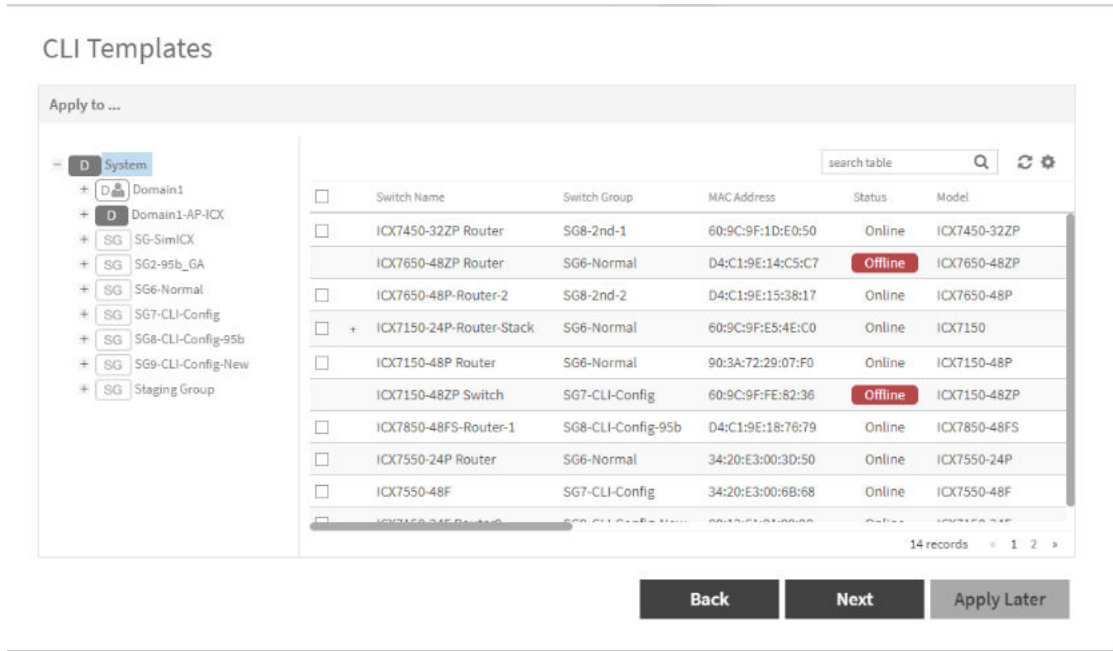 CLI Templates
Apply to ...
− D System
+ D Domain1
+ D Domain1-AP-ICX
+ SG SG-SimICX
+ SG SG2-95b_GA
+ SG SG6-Normal
+ SG SG7-CLI-Config
+ SG SG8-CLI-Config-95b
+ SG SG9-CLI-Config-New
+ SG Staging Group
search table
Switch Name Switch Group MAC Address Status Model
ICX7450-32ZP Router SG8-2nd-1 60:9C:9F:1D:E0:50 Online ICX7450-32ZP
ICX7650-48ZP Router SG6-Normal D4:C1:9E:14:C5:C7 Offline ICX7650-48ZP
ICX7650-48P-Router-2 SG8-2nd-2 D4:C1:9E:15:38:17 Online ICX7650-48P
+ ICX7150-24P-Router-Stack SG6-Normal 60:9C:9F:E5:4E:C0 Online ICX7150
ICX7150-48P Router SG6-Normal 90:3A:72:29:07:F0 Online ICX7150-48P
ICX7150-48ZP Switch SG7-CLI-Config 60:9C:9F:FE:82:36 Offline ICX7150-48ZP
ICX7850-48FS-Router-1 SG8-CLI-Config-95b D4:C1:9E:18:76:79 Online ICX7850-48FS
ICX7550-24P Router SG6-Normal 34:20:E3:00:3D:50 Online ICX7550-24P
ICX7550-48F SG7-CLI-Config 34:20:E3:00:6B:68 Online ICX7550-48F
14 records « 1 2 »
Back Next Apply Later